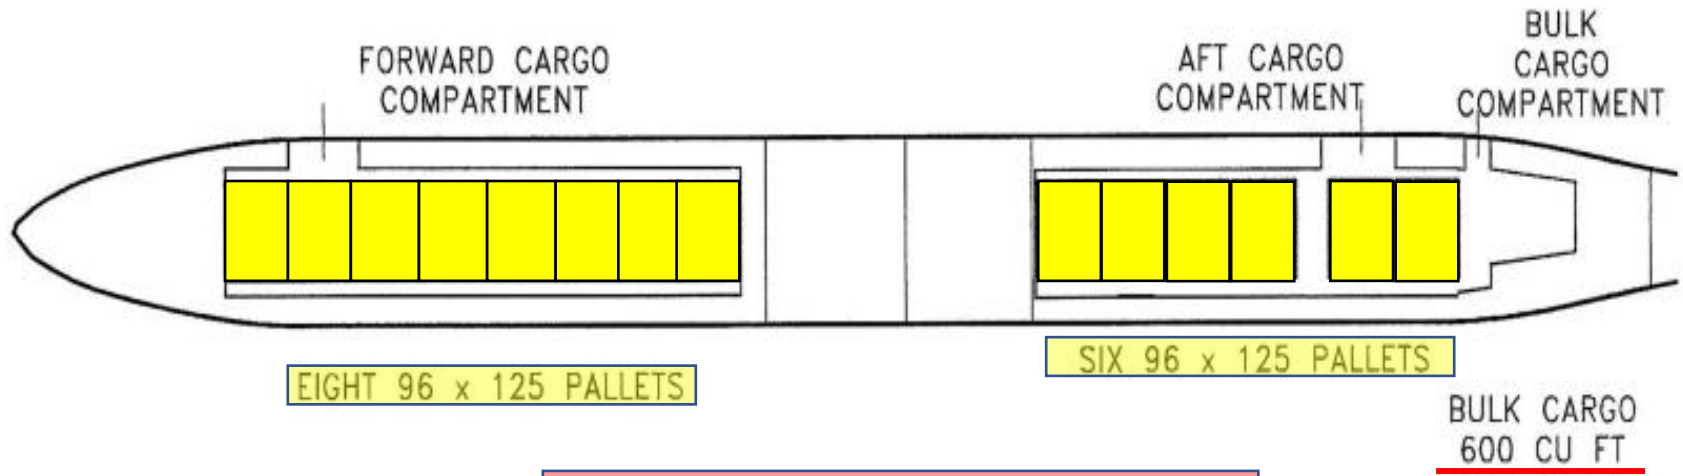 FORWARD CARGO
COMPARTMENT
AFT CARGO
COMPARTMENT
BULK
CARGO
COMPARTMENT
EIGHT 96 x 125 PALLETS
SIX 96 x 125 PALLETS
BULK CARGO
600 CU FT